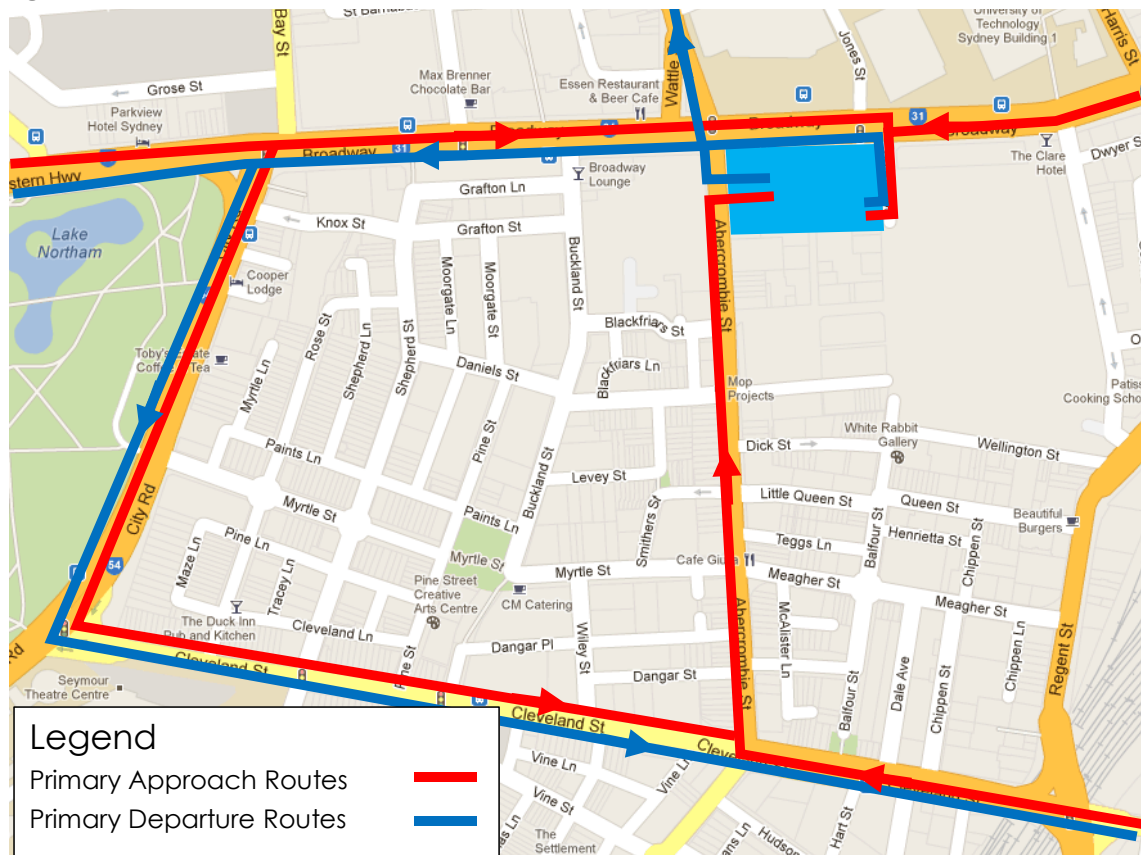 St Barnabas
University of
Technology
Sydney Building 1
Harris St
Bay St
Grose St
Max Brenner
Chocolate Bar
Essen Restaurant
& Beer Cafe
Wattle
Jones St
Parkview
Hotel Sydney
31
Broadway
31
Broadway
31
Broadway
stern Hwy
Broadway
Lounge
The Clare
Hotel
Dwyer St
Grafton Ln
Knox St
Grafton St
Lake
Northam
Cooper
Lodge
Moorgate Ln
Moorgate St
Buckland St
Abercrombie St
Rose St
Shepherd Ln
Shepherd St
Blackfriars St
Toby's Estate
Coffee & Tea
Myrtle Ln
Daniels St
Blackfriars Ln
Mop
Projects
Patiss
Cooking Scho
White Rabbit
Gallery
Dick St
Wellington St
Paints Ln
Pine St
Buckland St
Levey St
Little Queen St
Queen St
Beautiful
Burgers
City Rd
Myrtle St
Paints Ln
Smithers St
Balfour St
Henrietta St
Chippen St
Teggs Ln
Maze Ln
Pine Ln
Myrtle St
Myrtle St
Cafe Giulia
Meagher St
54
Tracey Ln
Pine Street
Creative
Arts Centre
CM Catering
Meagher St
The Duck Inn
Pub and Kitchen
Cleveland Ln
Abercrombie St
McAlister Ln
Chippen Ln
Regent St
Rd
Cleveland St
Pine St
Dangar Pl
Wiley St
Dangar St
Balfour St
Dale Ave
Chippen St
Seymour
Theatre Centre
Cleveland St
Vine Ln
Vine Ln
Vine St
The
Settlement
Hudson
Hart St
Legend
Primary Approach Routes
Primary Departure Routes